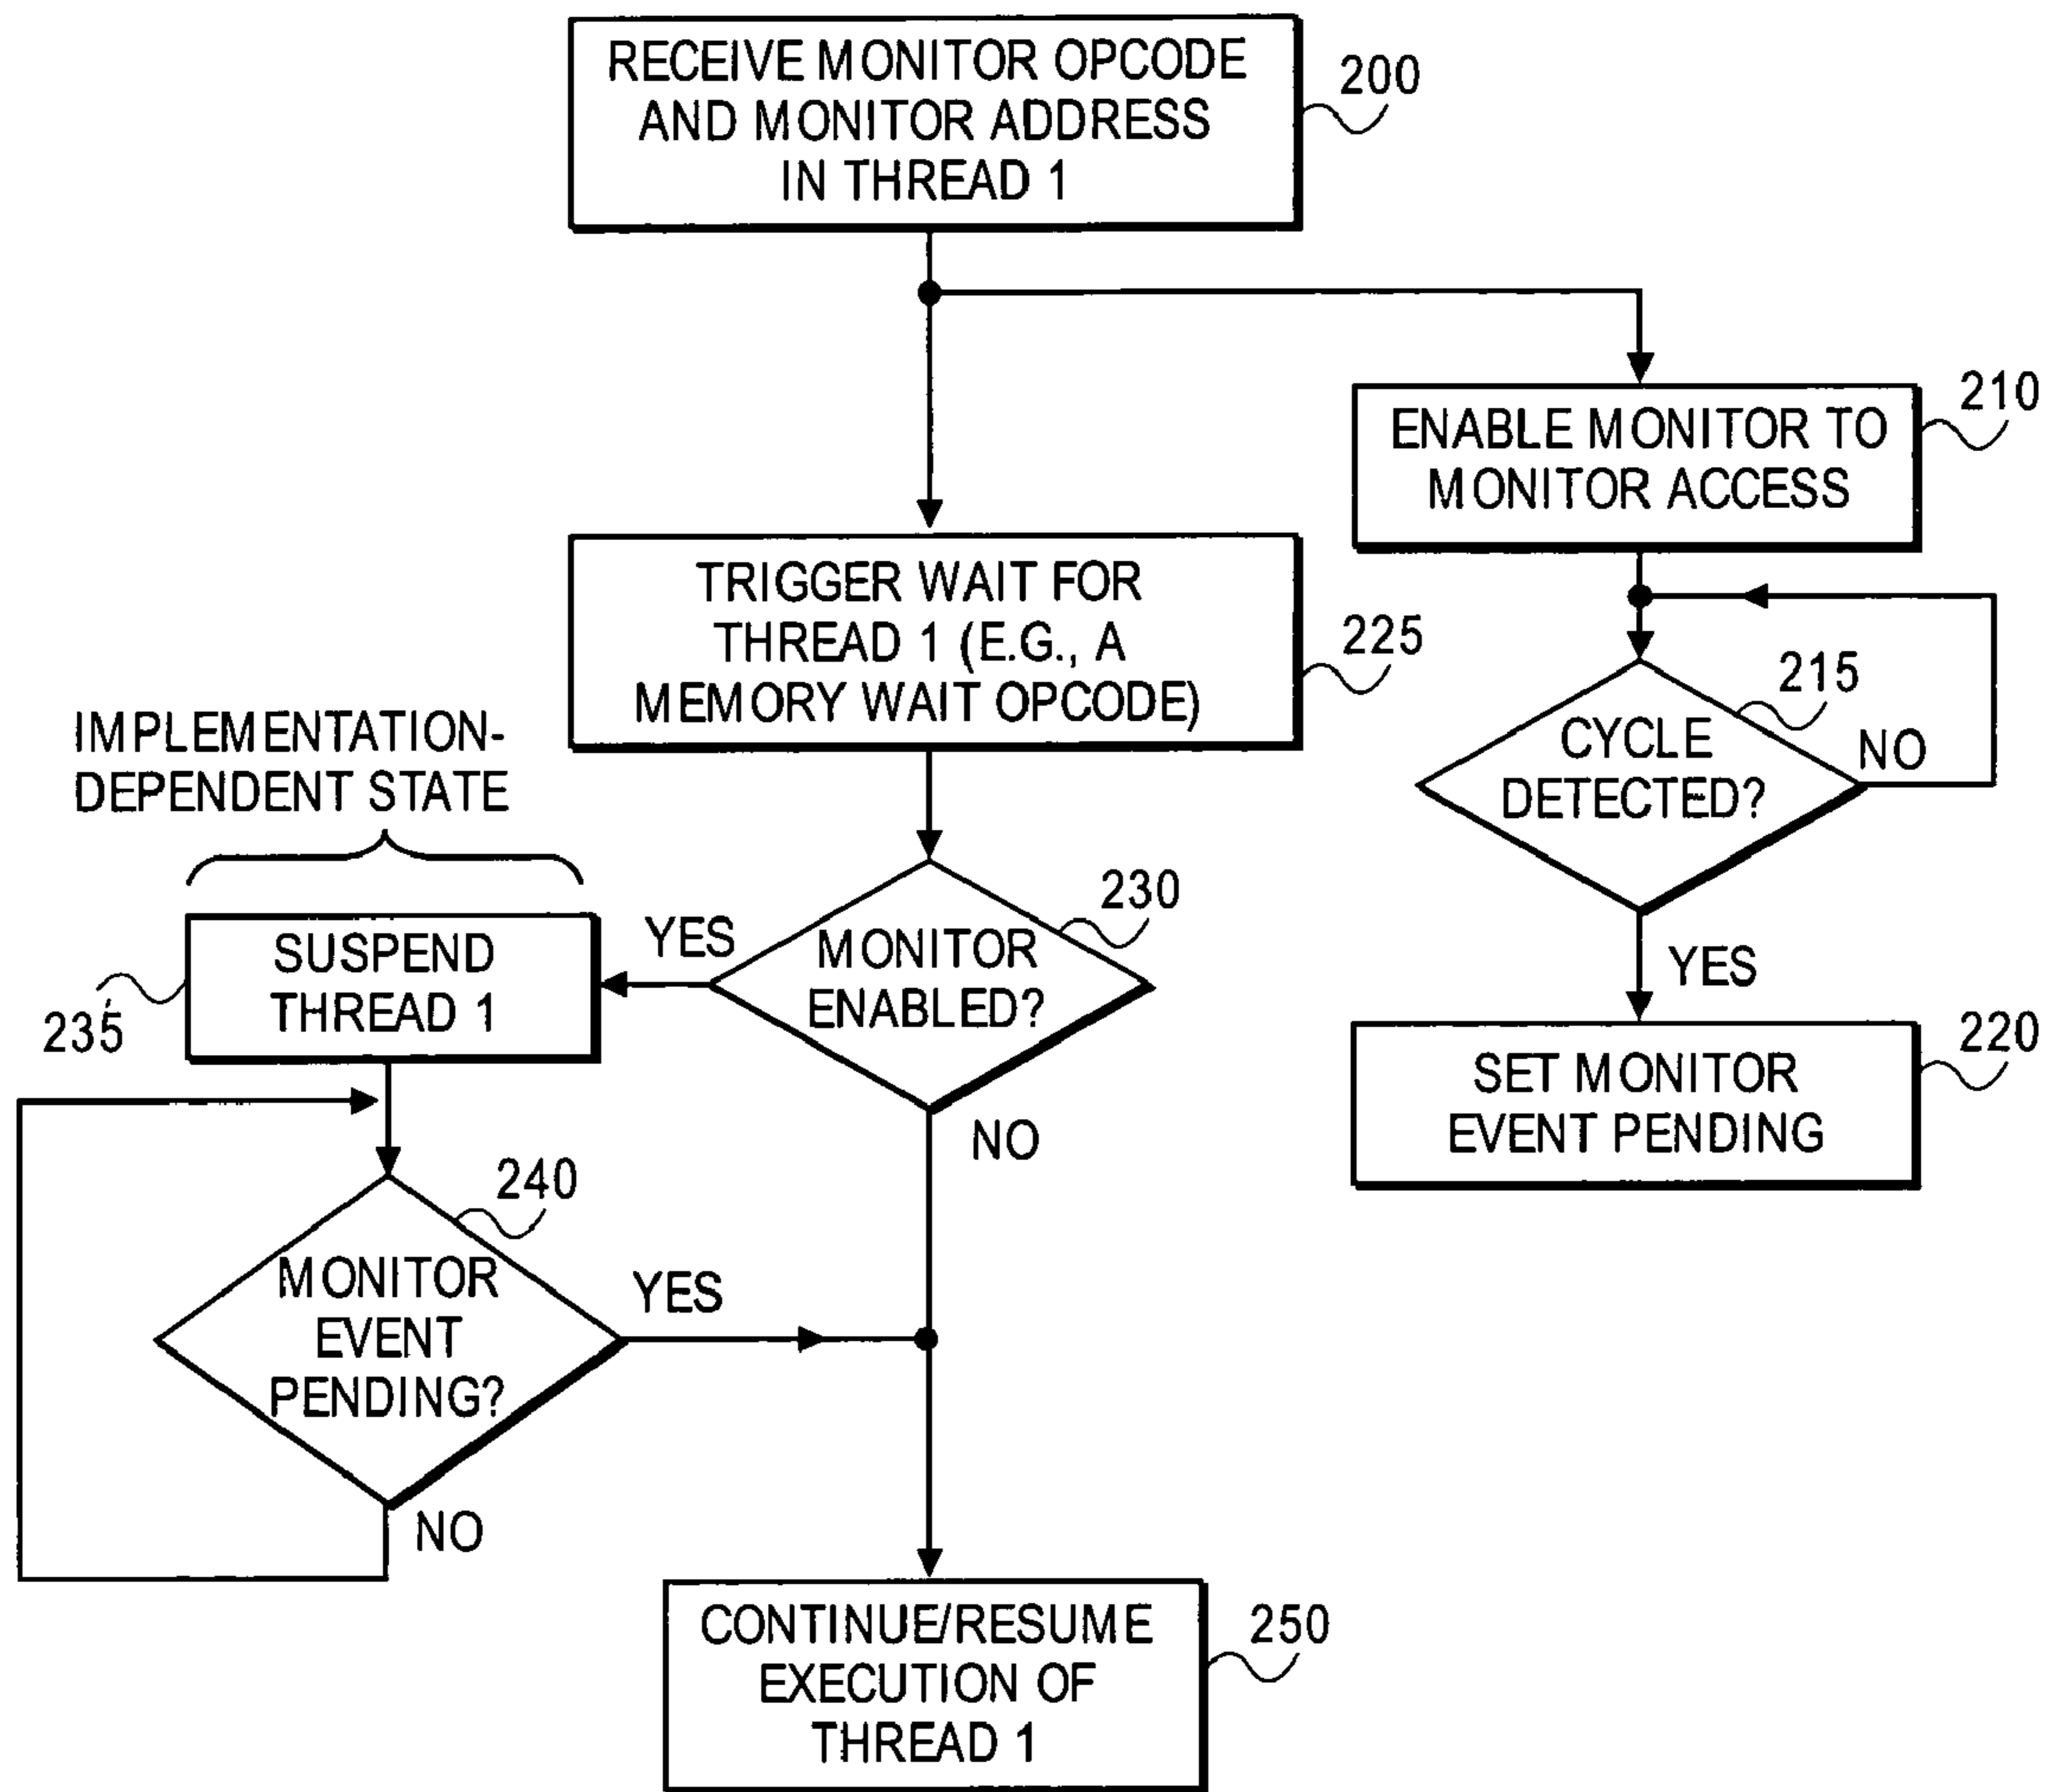 RECEIVE MONITOR OPCODE
AND MONITOR ADDRESS
IN THREAD 1
200
ENABLE MONITOR TO
MONITOR ACCESS
210
TRIGGER WAIT FOR
THREAD 1 (E.G., A
MEMORY WAIT OPCODE)
225
CYCLE
DETECTED?
215
NO
YES
IMPLEMENTATION-
DEPENDENT STATE
SUSPEND
THREAD 1
235
YES
MONITOR
ENABLED?
230
NO
SET MONITOR
EVENT PENDING
220
MONITOR
EVENT
PENDING?
240
YES
NO
CONTINUE/RESUME
EXECUTION OF
THREAD 1
250